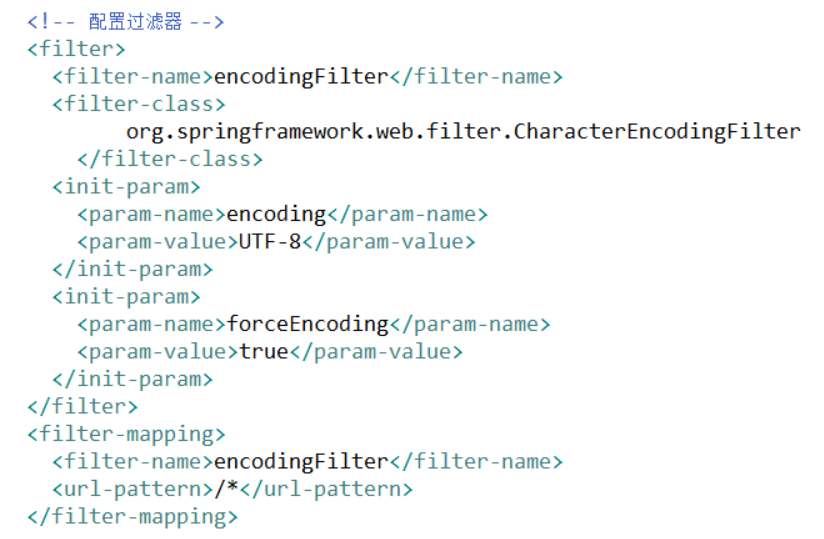 <!-- 配置过滤器 -->
<filter>
  <filter-name>encodingFilter</filter-name>
  <filter-class>
        org.springframework.web.filter.CharacterEncodingFilter
    </filter-class>
  <init-param>
    <param-name>encoding</param-name>
    <param-value>UTF-8</param-value>
  </init-param>
  <init-param>
    <param-name>forceEncoding</param-name>
    <param-value>true</param-value>
  </init-param>
</filter>
<filter-mapping>
  <filter-name>encodingFilter</filter-name>
  <url-pattern>/*</url-pattern>
</filter-mapping>